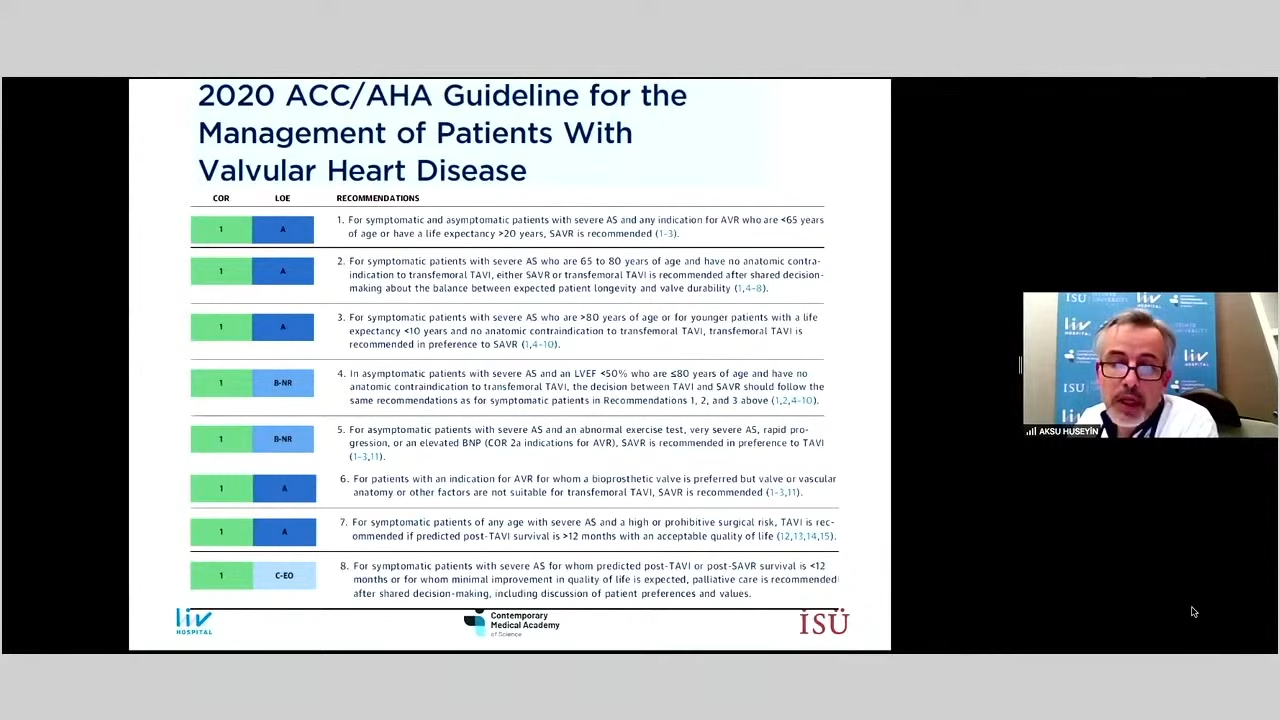 2020 ACC/AHA Guideline for the
Management of Patients With
Valvular Heart Disease
COR LOE RECOMMENDATIONS
1 A 1. For symptomatic and asymptomatic patients with severe AS and any indication for AVR who are <65 years
of age or have a life expectancy >20 years, SAVR is recommended (1-3).
1 A 2. For symptomatic patients with severe AS who are 65 to 80 years of age and have no anatomic contra-
indication to transfemoral TAVI, either SAVR or transfemoral TAVI is recommended after shared decision-
making about the balance between expected patient longevity and valve durability (1,4-8).
1 A 3. For symptomatic patients with severe AS who are >80 years of age or for younger patients with a life
expectancy <10 years and no anatomic contraindication to transfemoral TAVI, transfemoral TAVI is
recommended in preference to SAVR (1,4-10).
1 B-NR 4. In asymptomatic patients with severe AS and an LVEF <50% who are ≤80 years of age and have no
anatomic contraindication to transfemoral TAVI, the decision between TAVI and SAVR should follow the
same recommendations as for symptomatic patients in Recommendations 1, 2, and 3 above (1,2,4-10).
1 B-NR 5. For asymptomatic patients with severe AS and an abnormal exercise test, very severe AS, rapid pro-
gression, or an elevated BNP (COR 2a indications for AVR), SAVR is recommended in preference to TAVI
(1-3,11).
1 A 6. For patients with an indication for AVR for whom a bioprosthetic valve is preferred but valve or vascular
anatomy or other factors are not suitable for transfemoral TAVI, SAVR is recommended (1-3,11).
1 A 7. For symptomatic patients of any age with severe AS and a high or prohibitive surgical risk, TAVI is rec-
ommended if predicted post-TAVI survival is >12 months with an acceptable quality of life (12,13,14,15).
1 C-EO 8. For symptomatic patients with severe AS for whom predicted post-TAVI or post-SAVR survival is <12
months or for whom minimal improvement in quality of life is expected, palliative care is recommended
after shared decision-making, including discussion of patient preferences and values.
liv
HOSPITAL
Contemporary
Medical Academy
of Science
İSÜ
İSÜ
liv
HOSPITAL
liv
HOSPITAL
liv
İSÜ
AKSU HUSEYİN